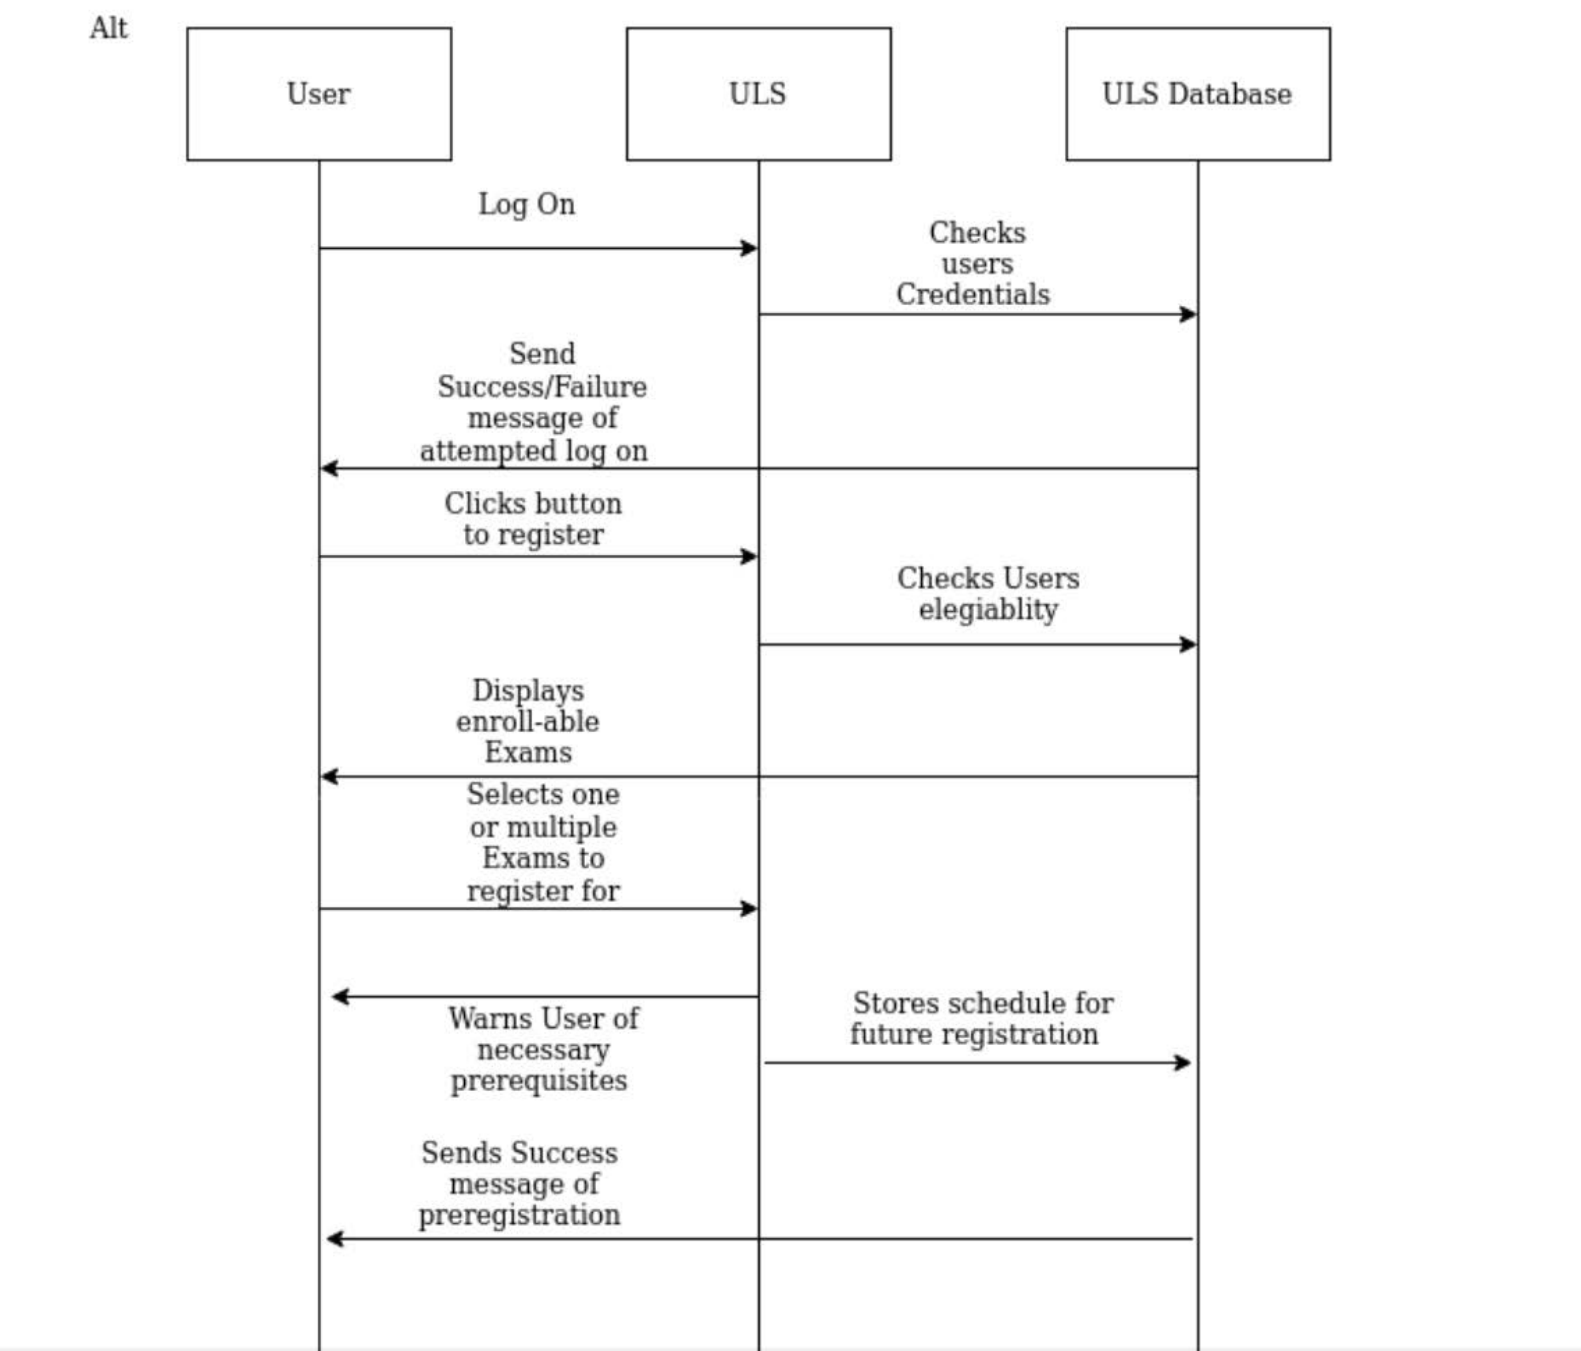 Alt
User
ULS
ULS Database
Log On
Checks
users
Credentials
Send
Success/Failure
message of
attempted log on
Clicks button
to register
Checks Users
elegiablity
Displays
enroll-able
Exams
Selects one
or multiple
Exams to
register for
Warns User of
necessary
prerequisites
Stores schedule for
future registration
Sends Success
message of
preregistration